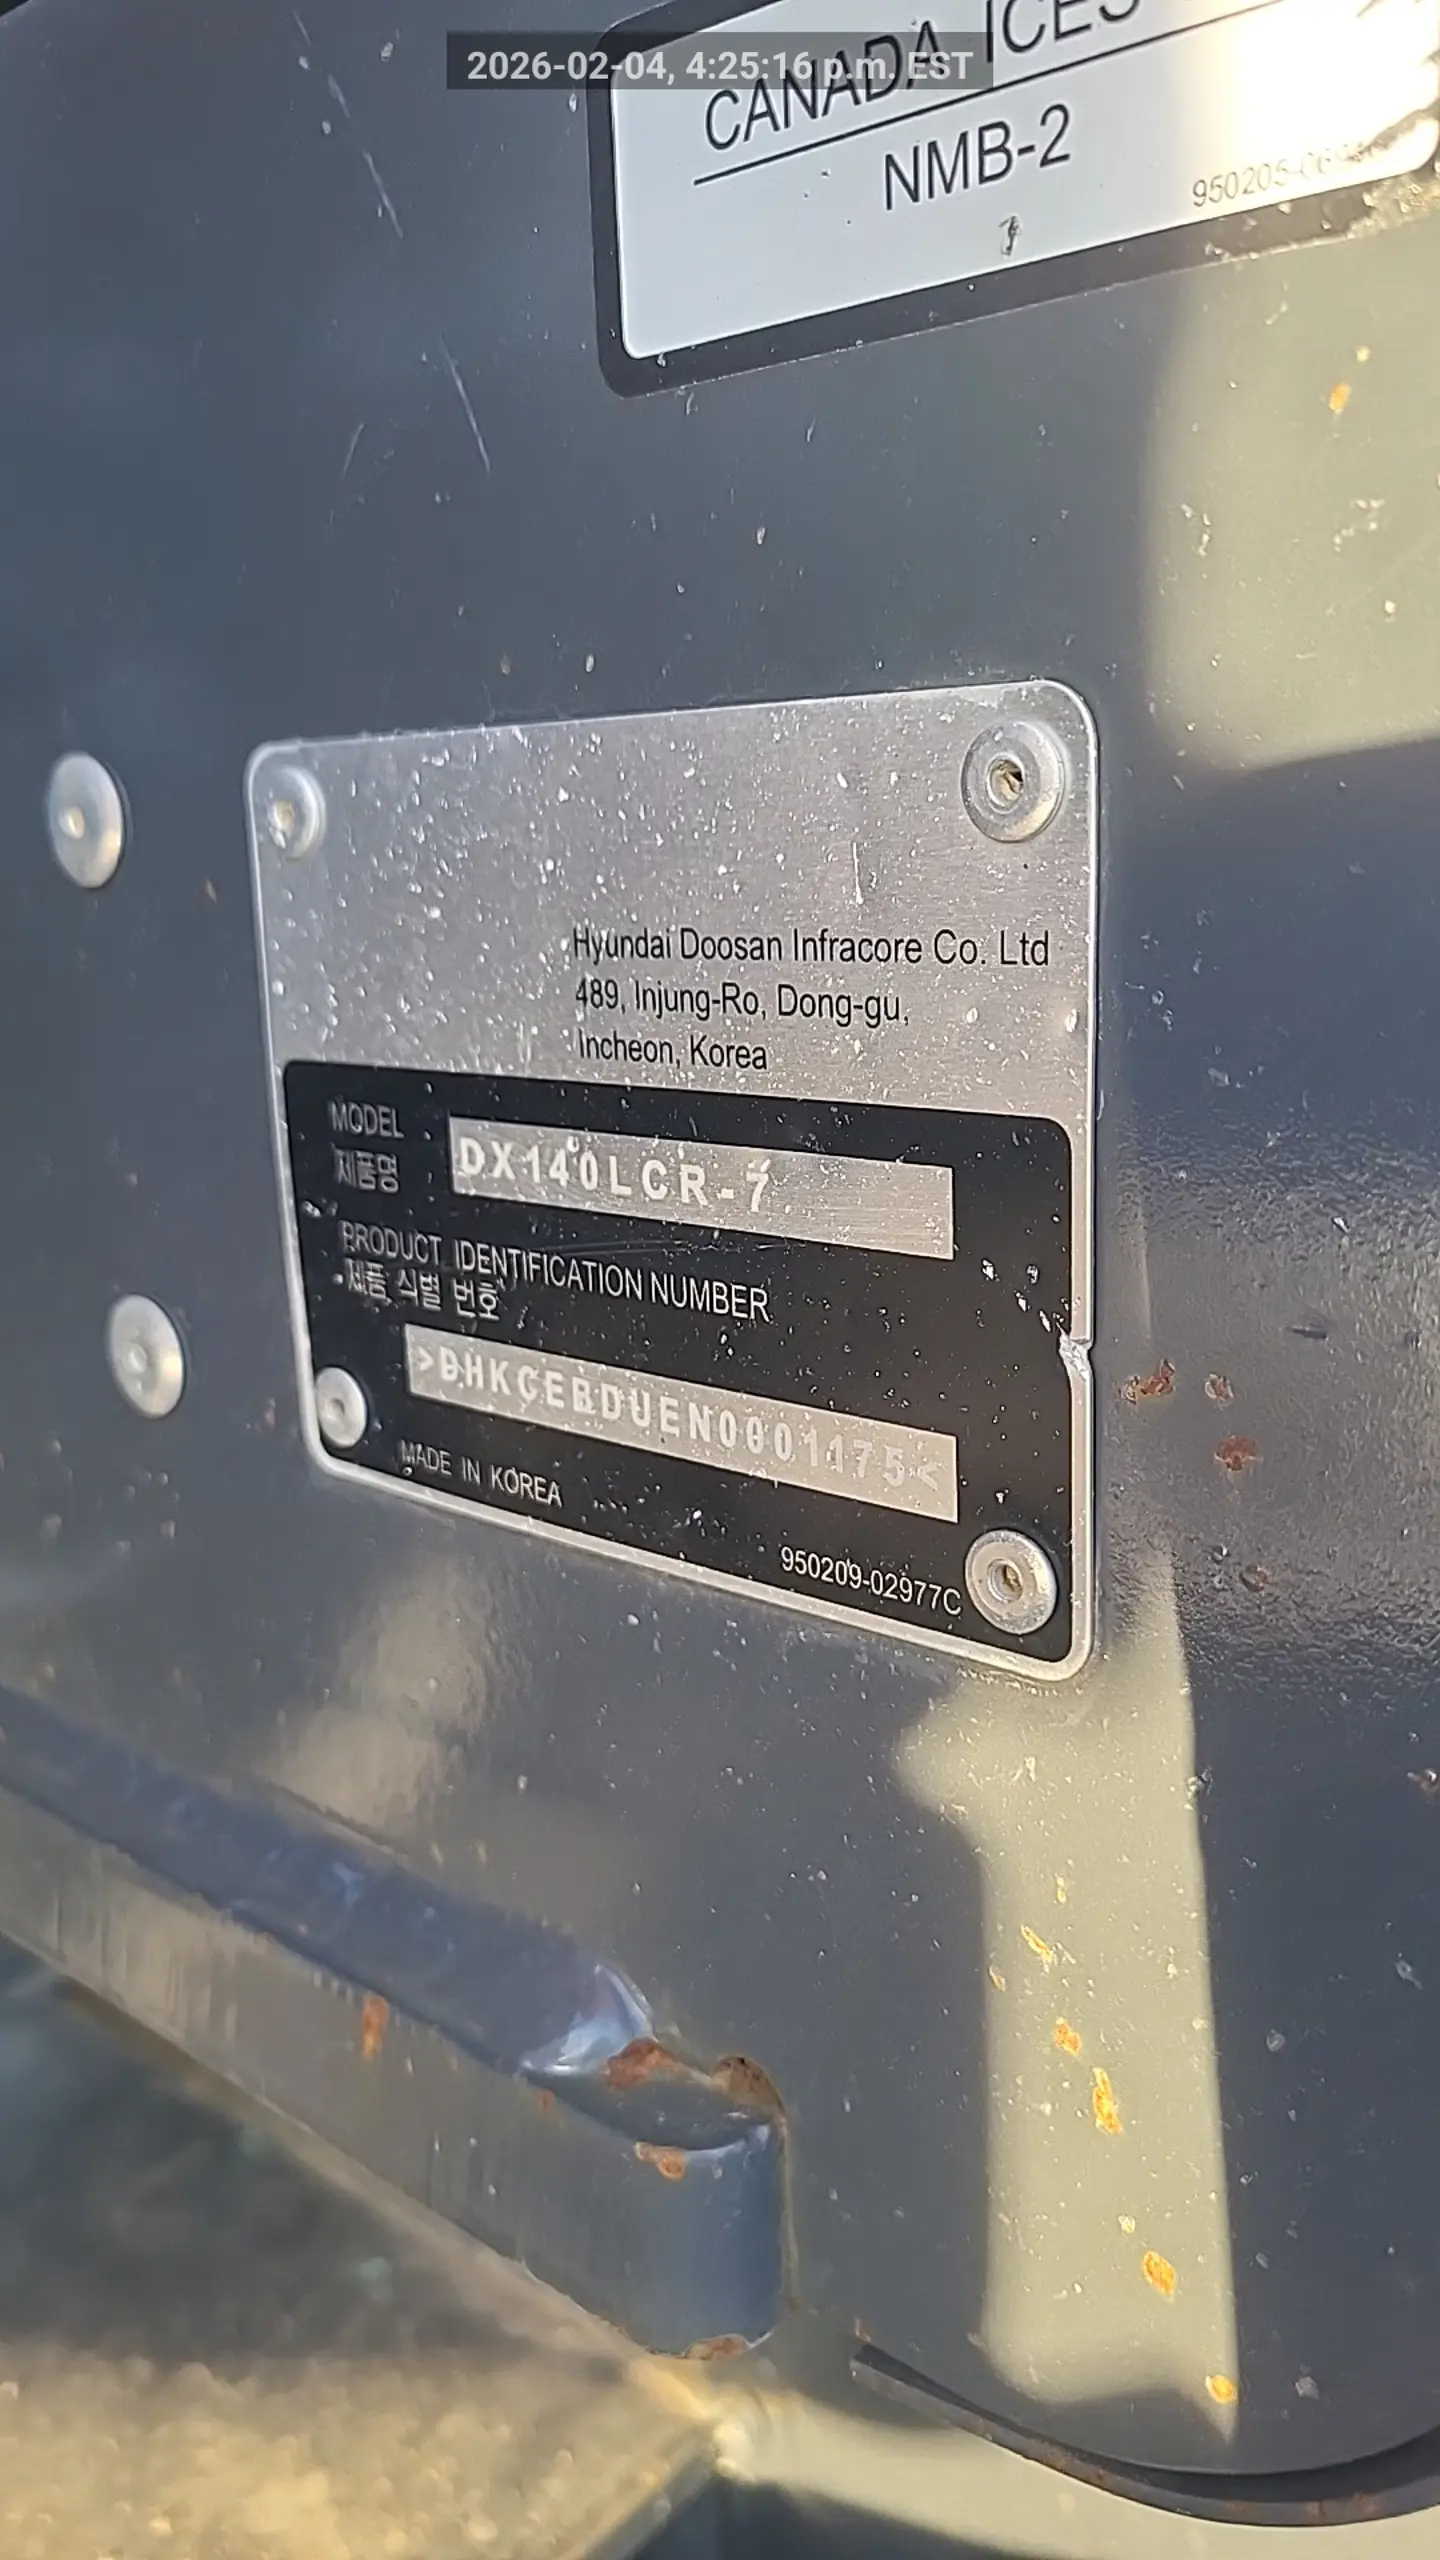 2026-02-04, 4:25:16 p.m. EST
CANADA ICES
NMB-2
Hyundai Doosan Infracore Co. Ltd
489, Injung-Ro, Dong-gu,
Incheon, Korea
MODEL
제품명
DX140LCR-7
PRODUCT IDENTIFICATION NUMBER
제품 식별 번호
>DHKCEBDUEN0001175<
MADE IN KOREA
950209-02977C